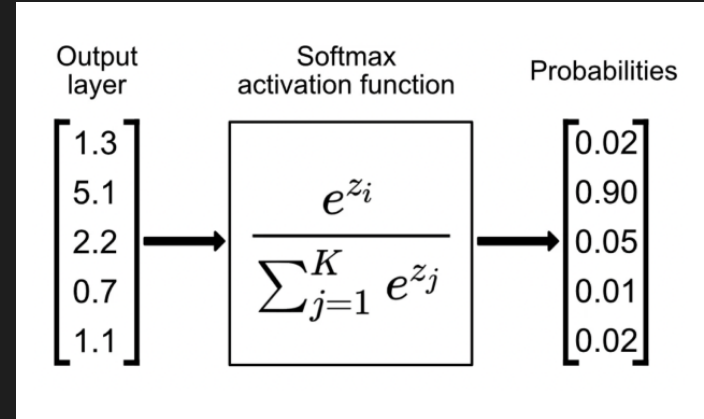 Output
layer
Softmax
activation function
Probabilities
1.3
5.1
2.2
0.7
1.1
e^{z_i}
∑_{j=1}^{K} e^{z_j}
0.02
0.90
0.05
0.01
0.02